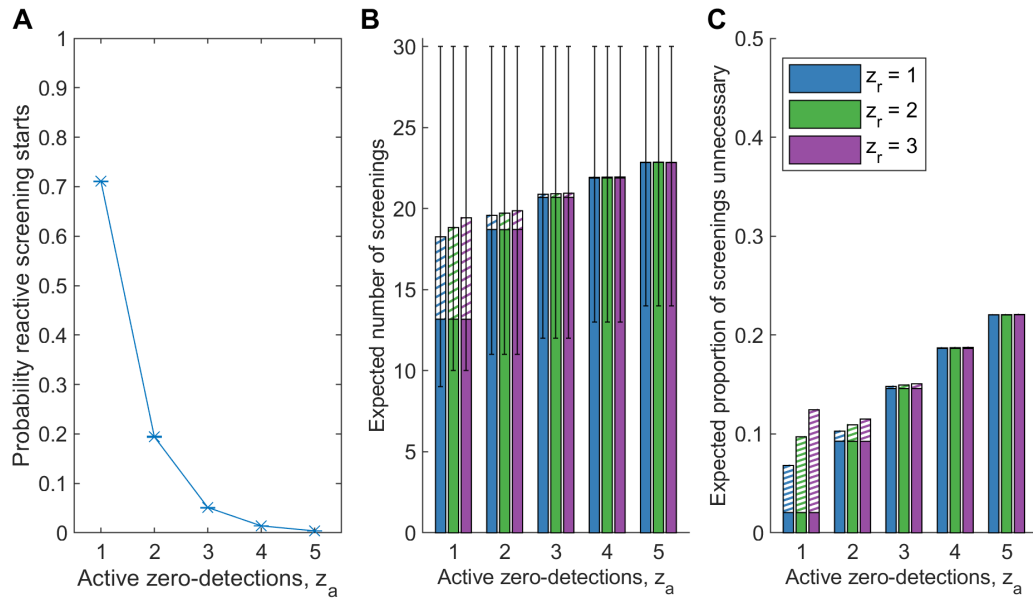 A
Probability reactive screening starts
1
0.9
0.8
0.7
0.6
0.5
0.4
0.3
0.2
0.1
0
1 2 3 4 5
Active zero-detections, z_a
B
Expected number of screenings
30
25
20
15
10
5
0
1 2 3 4 5
Active zero-detections, z_a
C
Expected proportion of screenings unnecessary
0.5
0.4
0.3
0.2
0.1
0
z_r = 1
z_r = 2
z_r = 3
1 2 3 4 5
Active zero-detections, z_a